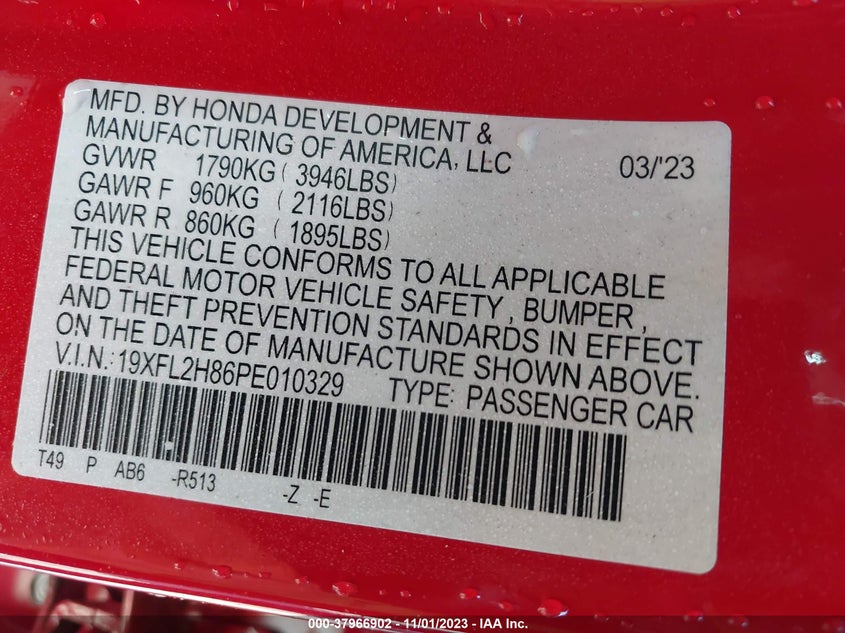 MFD. BY HONDA DEVELOPMENT &
MANUFACTURING OF AMERICA, LLC 03/'23
GVWR 1790KG (3946LBS)
GAWR F 960KG (2116LBS)
GAWR R 860KG (1895LBS)
THIS VEHICLE CONFORMS TO ALL APPLICABLE
FEDERAL MOTOR VEHICLE SAFETY, BUMPER,
AND THEFT PREVENTION STANDARDS IN EFFECT
ON THE DATE OF MANUFACTURE SHOWN ABOVE.
V.I.N.:19XFL2H86PE010329 TYPE: PASSENGER CAR
T49 P AB6 -R513 -Z -E
000-37966902 - 11/01/2023 - IAA Inc.